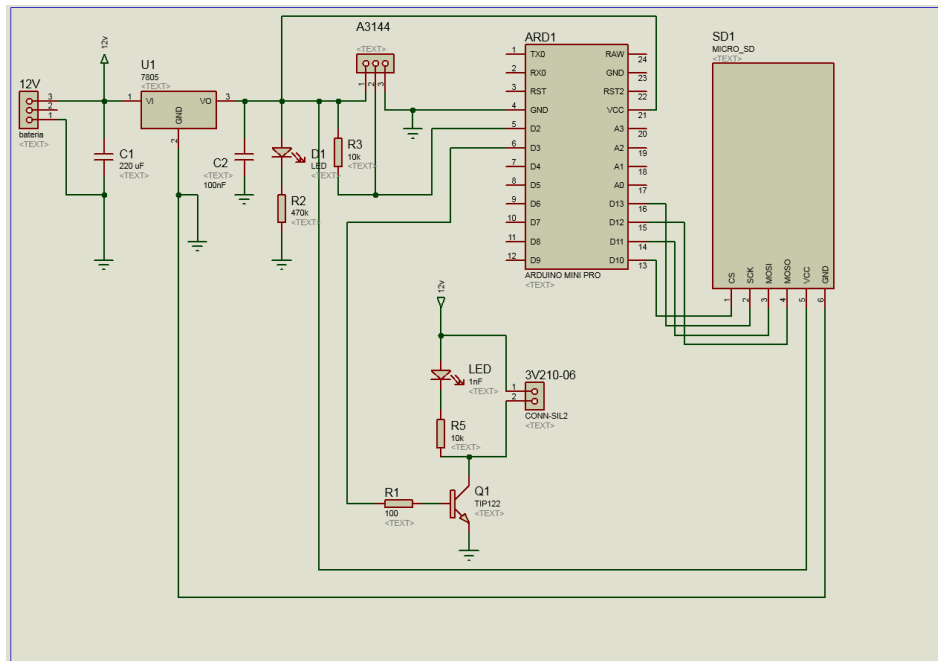 12v
12V
3
2
1
bateria
<TEXT>
U1
7805
<TEXT>
1
VI
VO
3
GND
2
C1
220 uF
<TEXT>
C2
<TEXT>
100nF
D1
LED
<TEXT>
R2
470k
<TEXT>
R3
10k
<TEXT>
A3144
<TEXT>
1
2
3
ARD1
1 TX0 RAW 24
2 RX0 GND 23
3 RST RST2 22
4 GND VCC 21
5 D2 A3 20
6 D3 A2 19
7 D4 A1 18
8 D5 A0 17
9 D6 D13 16
10 D7 D12 15
11 D8 D11 14
12 D9 D10 13
ARDUINO MINI PRO
<TEXT>
SD1
MICRO_SD
<TEXT>
CS
SCK
MOSI
MOSO
VCC
GND
1
2
3
4
5
6
12v
LED
1nF
<TEXT>
3V210-06
1
2
CONN-SIL2
<TEXT>
R5
10k
<TEXT>
R1
100
<TEXT>
Q1
TIP122
<TEXT>